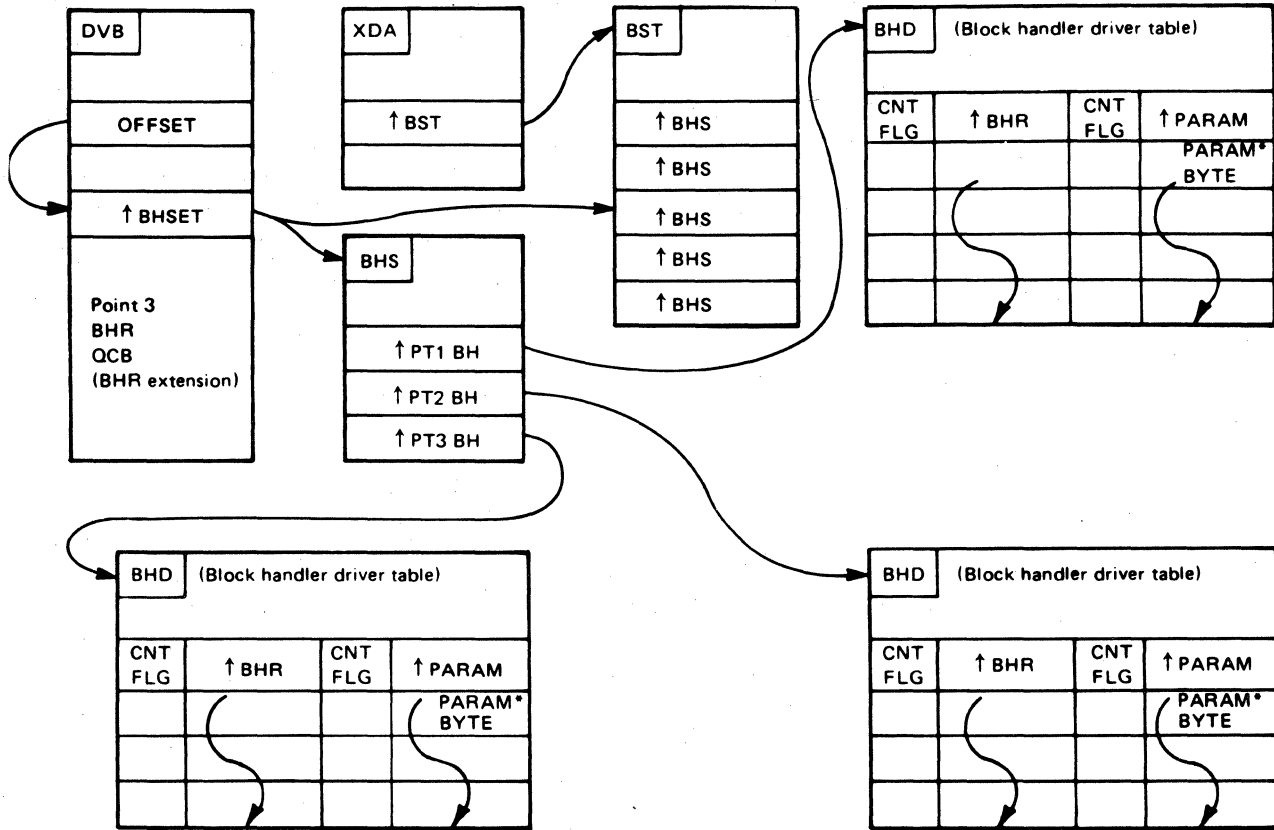 DVB
OFFSET
↑ BHSET
Point 3
BHR
QCB
(BHR extension)
XDA
↑ BST
BHS
↑ PT1 BH
↑ PT2 BH
↑ PT3 BH
BST
↑ BHS
↑ BHS
↑ BHS
↑ BHS
↑ BHS
BHD (Block handler driver table)
CNT FLG
↑ BHR
CNT FLG
↑ PARAM
PARAM*
BYTE
BHD (Block handler driver table)
CNT FLG
↑ BHR
CNT FLG
↑ PARAM
PARAM*
BYTE
BHD (Block handler driver table)
CNT FLG
↑ BHR
CNT FLG
↑ PARAM
PARAM*
BYTE